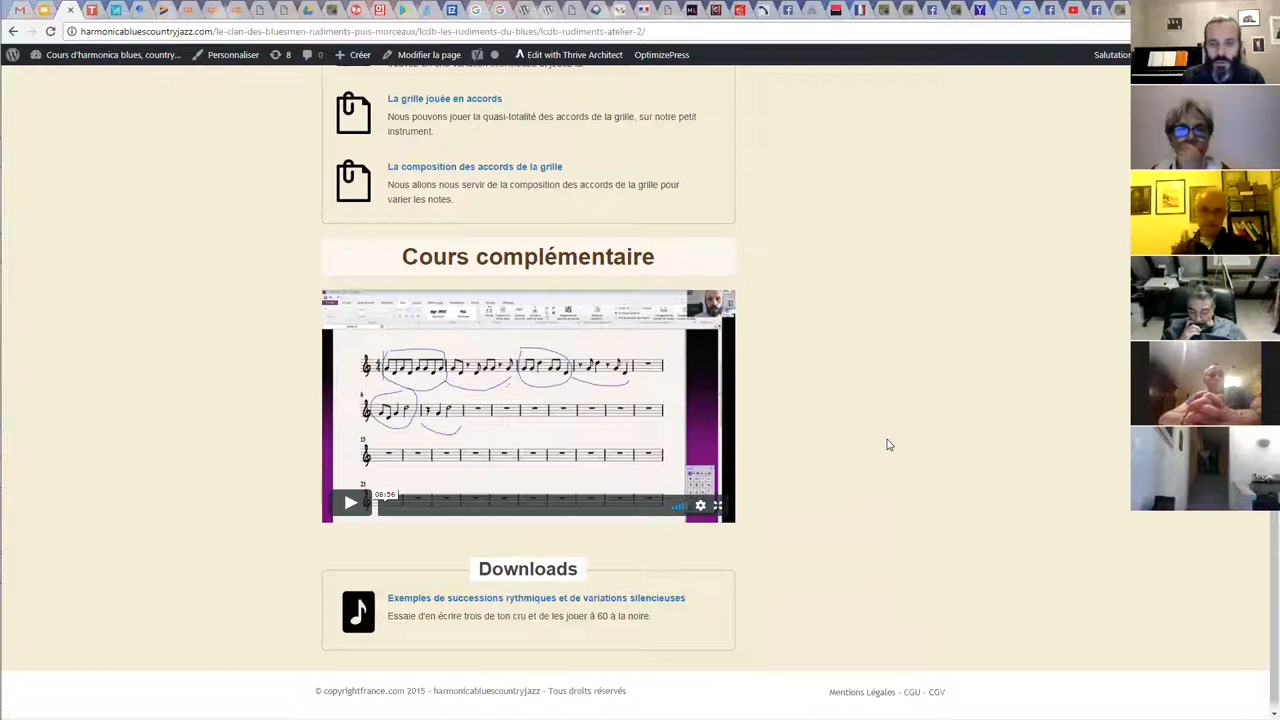 harmonicabluescountryjazz.com/le-clan-des-bluesmen-rudiments-puis-morceaux/lcdb-les-rudiments-du-blues/lcdb-rudiments-atelier-2/
Cours d'harmonica blues, country... Personnaliser 8 0 Créer Modifier la page Edit with Thrive Architect OptimizePress Salutation
La grille jouée en accords
Nous pouvons jouer la quasi-totalité des accords de la grille, sur notre petit
instrument.
La composition des accords de la grille
Nous allons nous servir de la composition des accords de la grille pour
varier les notes.
Cours complémentaire
08:56
Downloads
Exemples de successions rythmiques et de variations silencieuses
Essaie d'en écrire trois de ton cru et de les jouer à 60 à la noire.
© copyrightfrance.com 2015 - harmonicabluescountryjazz - Tous droits réservés
Mentions Légales - CGU - CGV